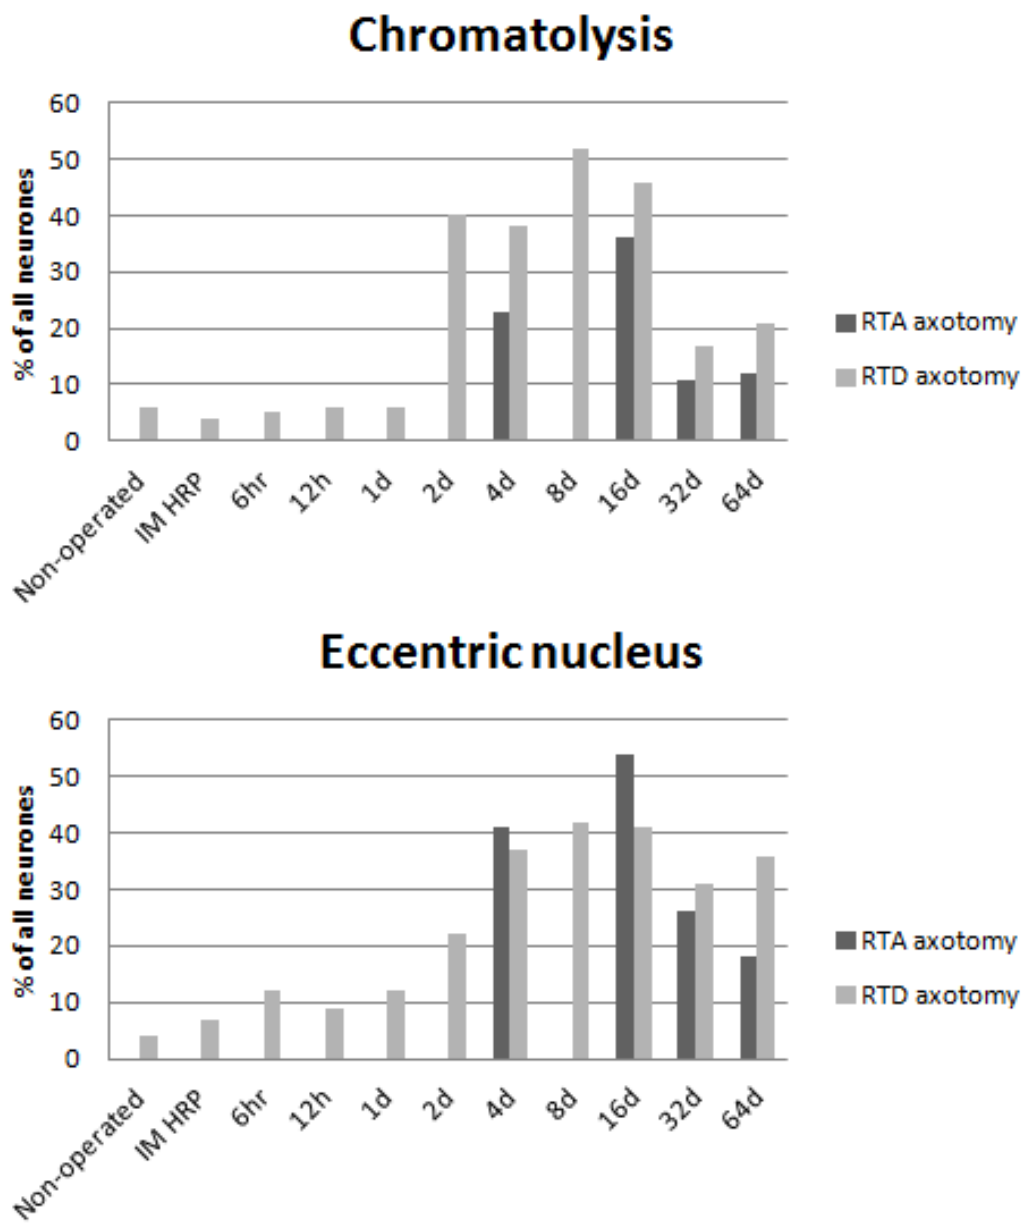 Chromatolysis
% of all neurones
60
50
40
30
20
10
0
Non-operated
IM HRP
6hr
12h
1d
2d
4d
8d
16d
32d
64d
RTA axotomy
RTD axotomy
Eccentric nucleus
% of all neurones
60
50
40
30
20
10
0
Non-operated
IM HRP
6hr
12h
1d
2d
4d
8d
16d
32d
64d
RTA axotomy
RTD axotomy